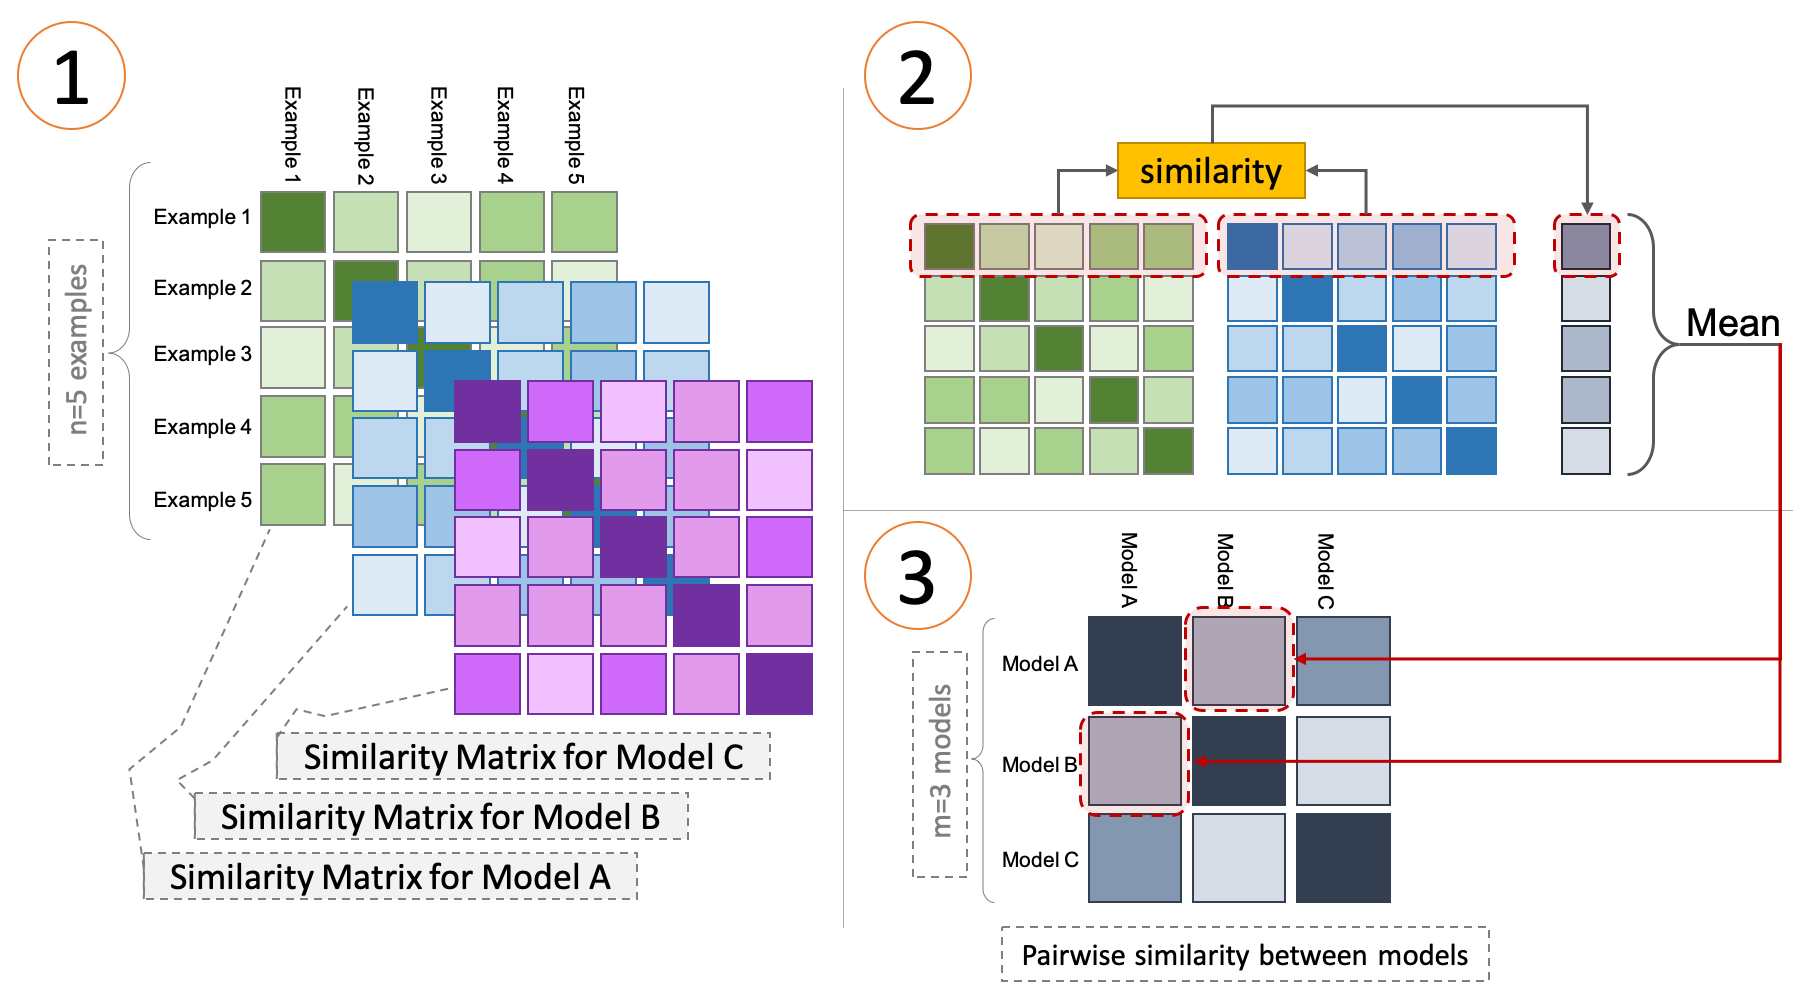 1
Example 1
Example 2
Example 3
Example 4
Example 5
Example 1
Example 2
Example 3
Example 4
Example 5
n=5 examples
Similarity Matrix for Model C
Similarity Matrix for Model B
Similarity Matrix for Model A
2
similarity
Mean
3
Model A
Model B
Model C
Model A
Model B
Model C
m=3 models
Pairwise similarity between models